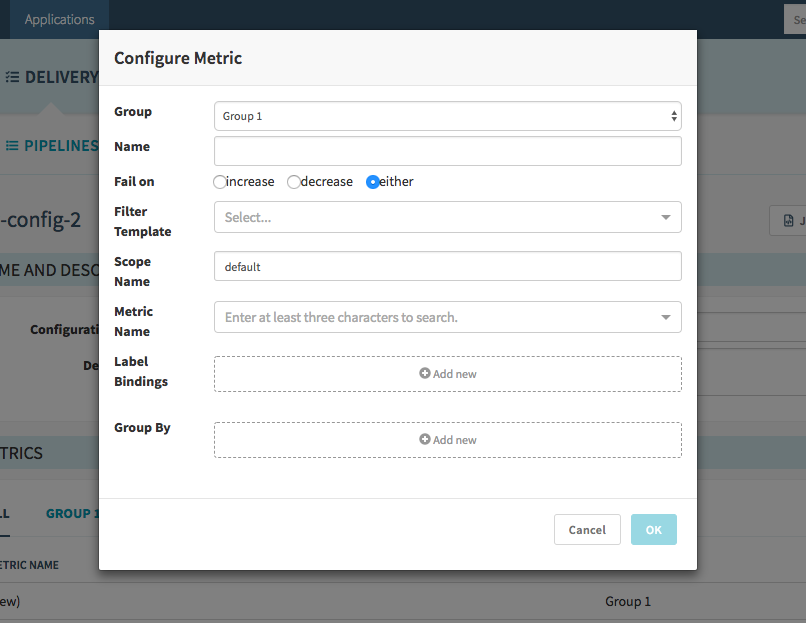 Applications
Se
DELIVERY
PIPELINES
-config-2
J
ME AND DESC
Configurati
De
TRICS
LL
GROUP 1
ETRIC NAME
ew)
Group 1
Configure Metric
Group
Group 1
Name
Fail on
increase decrease either
Filter
Template
Select...
Scope
Name
default
Metric
Name
Enter at least three characters to search.
Label
Bindings
Add new
Group By
Add new
Cancel OK